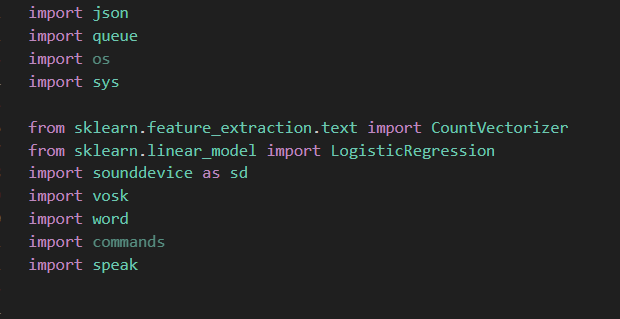 import json
import queue
import os
import sys
from sklearn.feature_extraction.text import CountVectorizer
from sklearn.linear_model import LogisticRegression
import sounddevice as sd
import vosk
import word
import commands
import speak